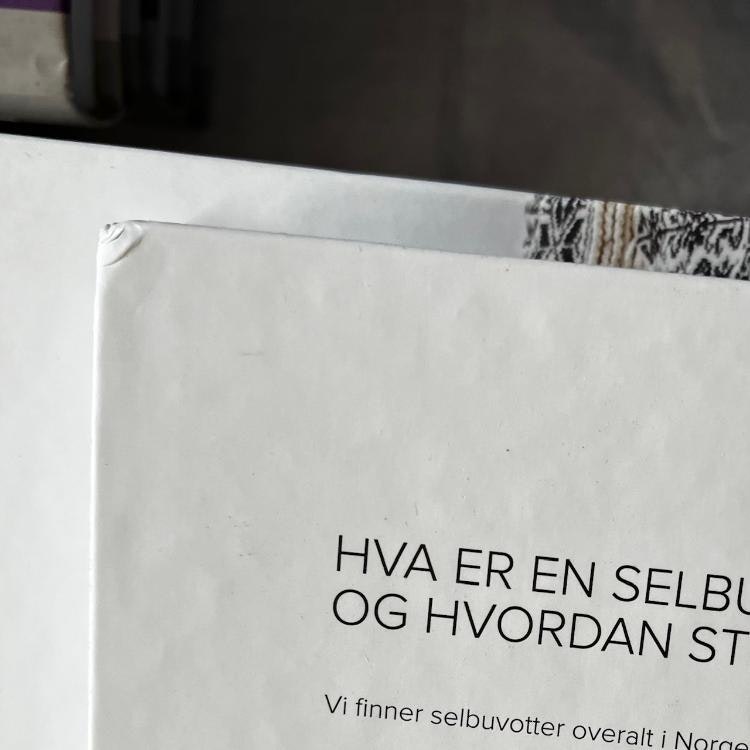 HVA ER EN SELBU
OG HVORDAN ST
Vi finner selbuvotter overalt i Norge